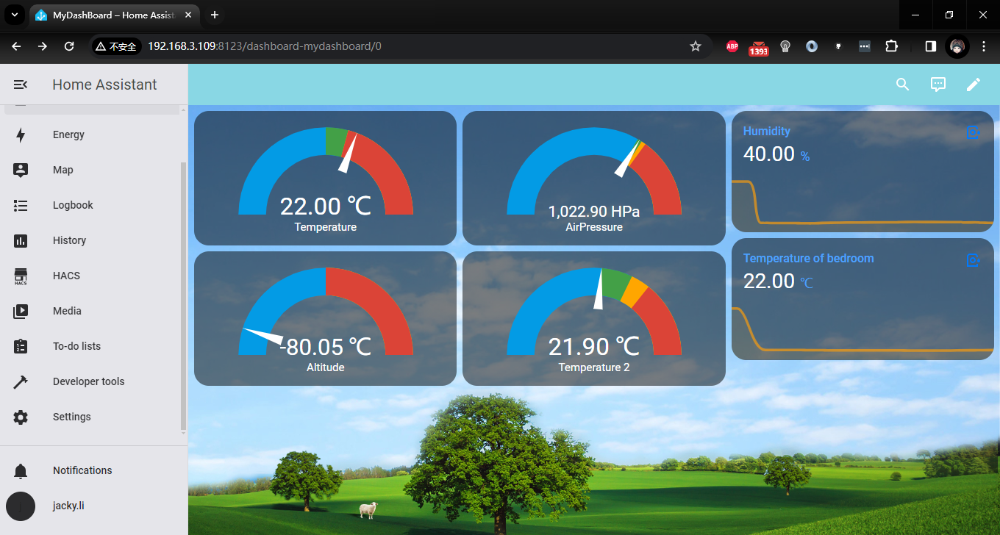 MyDashBoard – Home Assist
不安全
192.168.3.109:8123/dashboard-mydashboard/0
ABP
1393
Home Assistant
Energy
Map
Logbook
History
HACS
HACS
Media
To-do lists
Developer tools
Settings
Notifications
jacky.li
22.00 ℃
Temperature
1,022.90 HPa
AirPressure
Humidity
40.00 %
-80.05 ℃
Altitude
21.90 ℃
Temperature 2
Temperature of bedroom
22.00 ℃